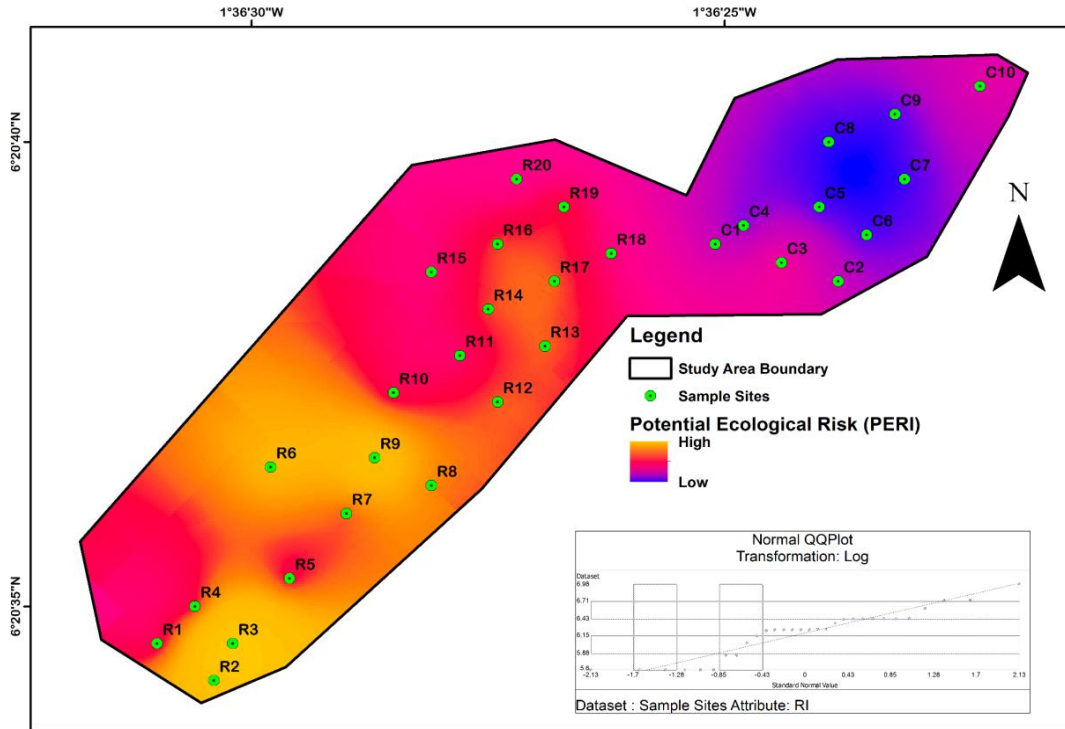 1°36'30"W 1°36'25"W
6°20'40"N
6°20'35"N
C10
C9
C8
C7
R20
R19
C5
C4
C6
R16
C1
R18
C3
R15
R17
C2
R14
R13
R11
R10
R12
R9
R6
R8
R7
R5
R4
R1 R3
R2
N
Legend
Study Area Boundary
Sample Sites
Potential Ecological Risk (PERI)
High
Low
Normal QQPlot
Transformation: Log
Dataset
6.98
6.71
6.43
6.15
5.88
5.6
-2.13 -1.7 -1.28 -0.85 -0.43 0 0.43 0.85 1.28 1.7 2.13
Standard Normal Value
Dataset : Sample Sites Attribute: RI